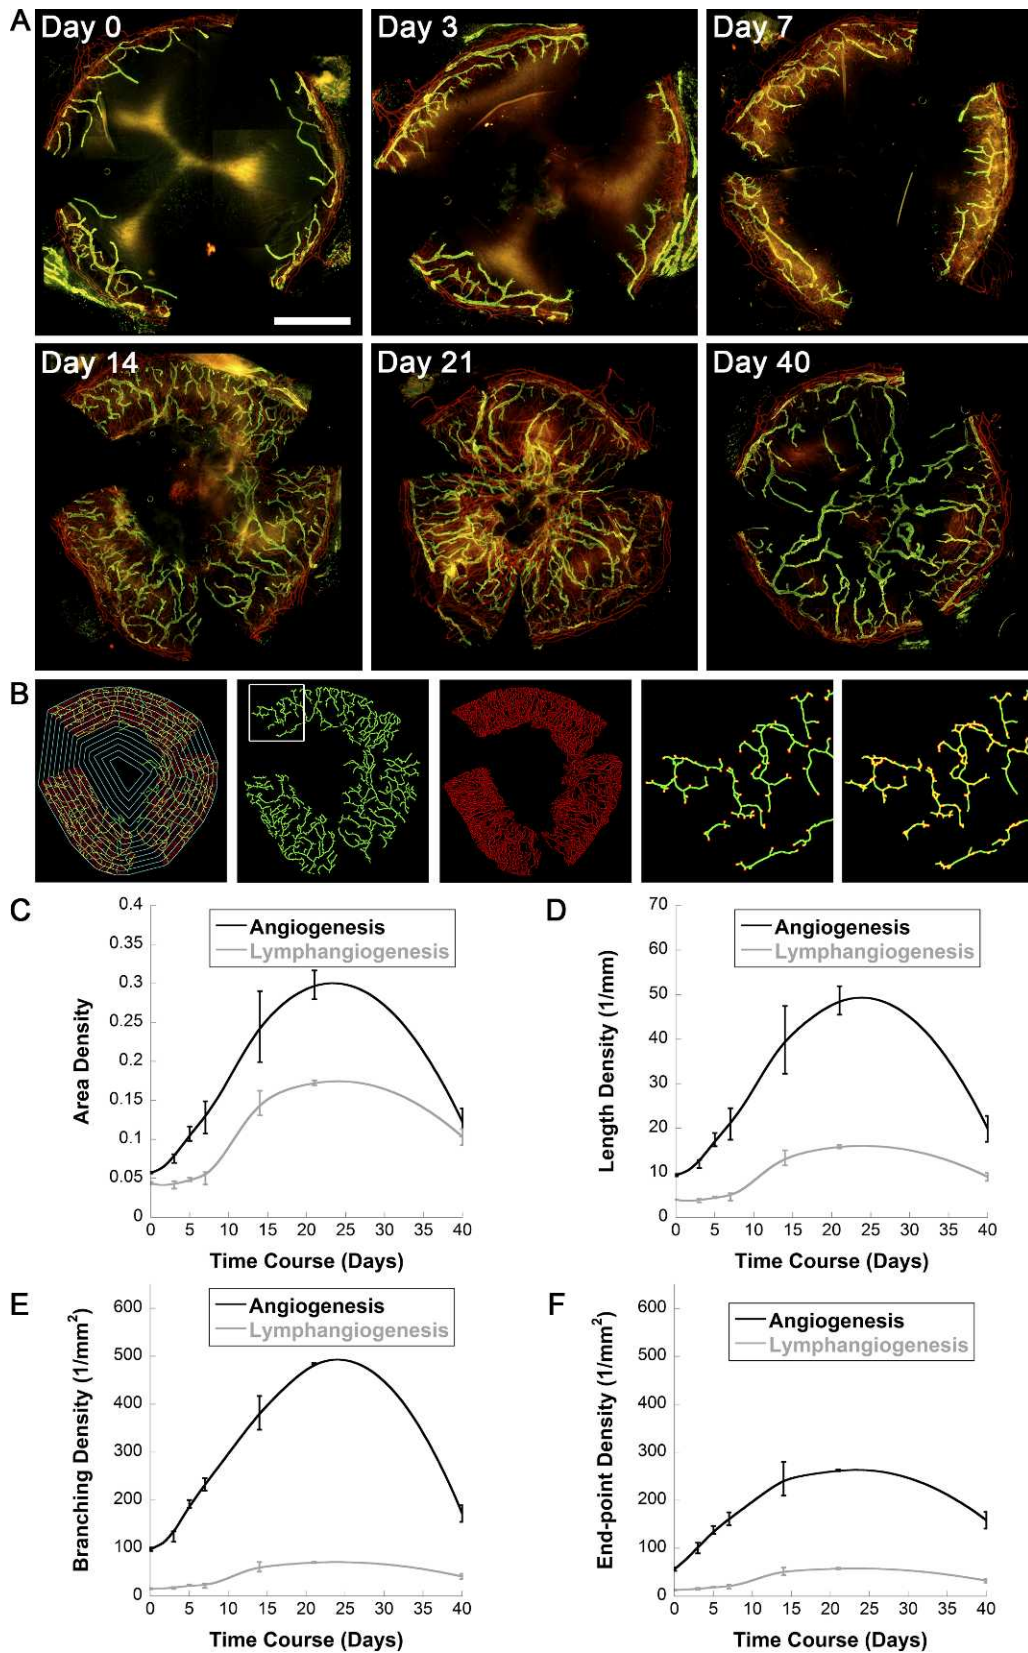 A
Day 0
Day 3
Day 7
Day 14
Day 21
Day 40
B
C
Area Density
0.4
0.35
0.3
0.25
0.2
0.15
0.1
0.05
0
0 5 10 15 20 25 30 35 40
Time Course (Days)
Angiogenesis
Lymphangiogenesis
D
Length Density (1/mm)
70
60
50
40
30
20
10
0
0 5 10 15 20 25 30 35 40
Time Course (Days)
Angiogenesis
Lymphangiogenesis
E
Branching Density (1/mm²)
600
500
400
300
200
100
0
0 5 10 15 20 25 30 35 40
Time Course (Days)
Angiogenesis
Lymphangiogenesis
F
End-point Density (1/mm²)
600
500
400
300
200
100
0
0 5 10 15 20 25 30 35 40
Time Course (Days)
Angiogenesis
Lymphangiogenesis